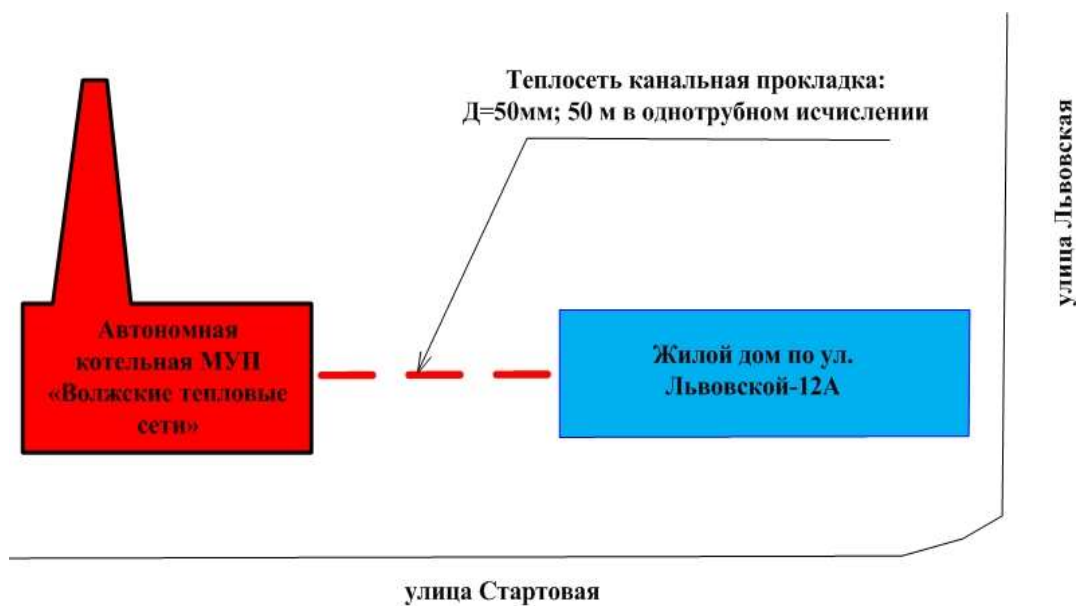 Теплосеть канальная прокладка:
Д=50мм; 50 м в однотрубном исчислении
улица Львовская
Автономная
котельная МУП
«Волжские тепловые
сети»
Жилой дом по ул.
Львовской-12А
улица Стартовая